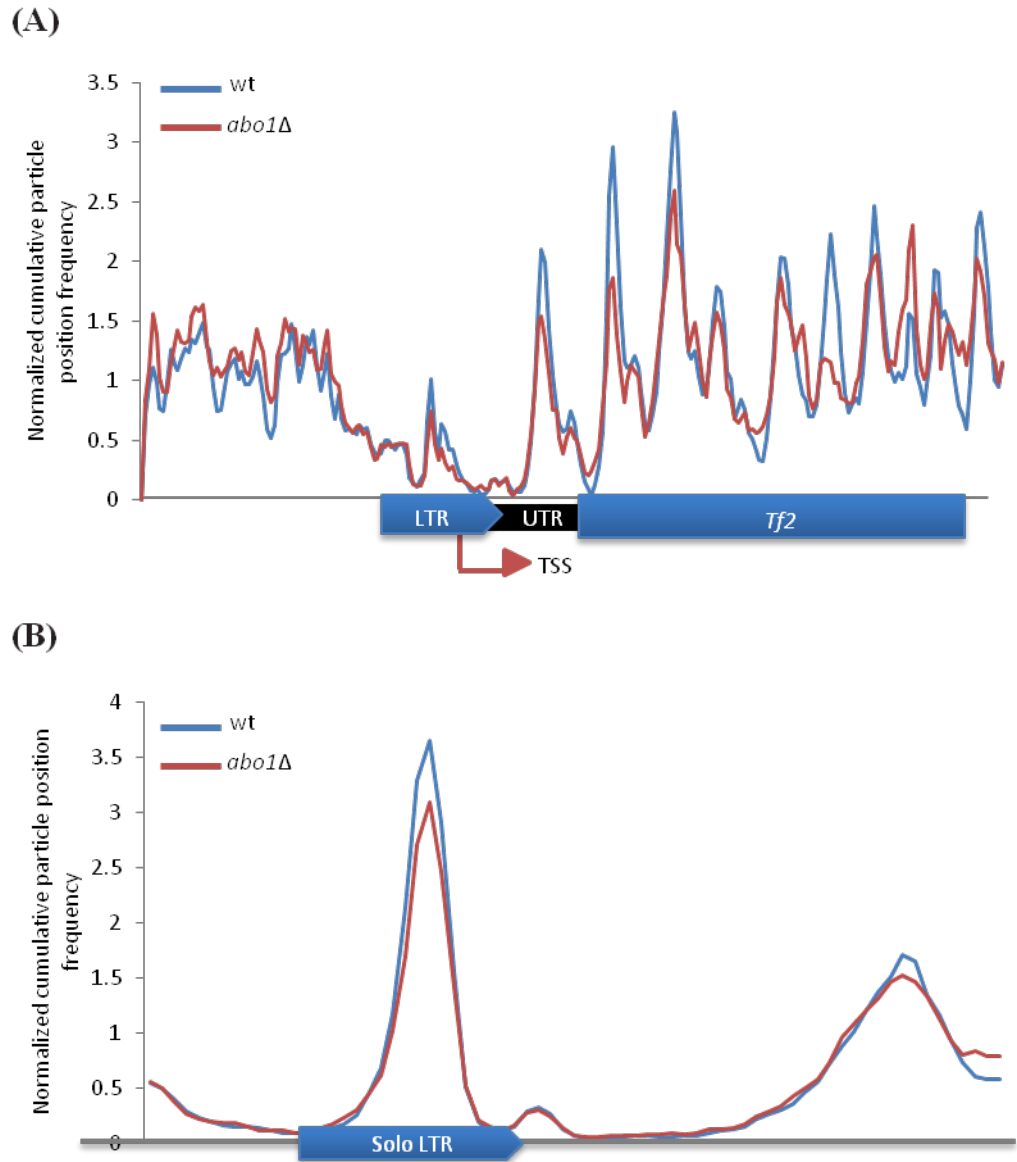 (A)
Normalized cumulative particle
position frequency
3.5
3
2.5
2
1.5
1
0.5
0
wt
abo1Δ
LTR
UTR
Tf2
TSS
(B)
Normalized cumulative particle position
frequency
4
3.5
3
2.5
2
1.5
1
0.5
0
wt
abo1Δ
Solo LTR